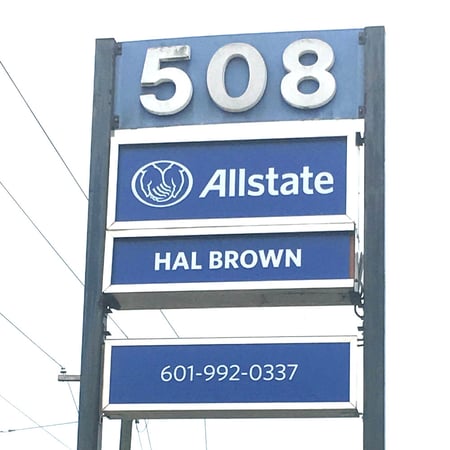 508
Allstate
HAL BROWN
601-992-0337